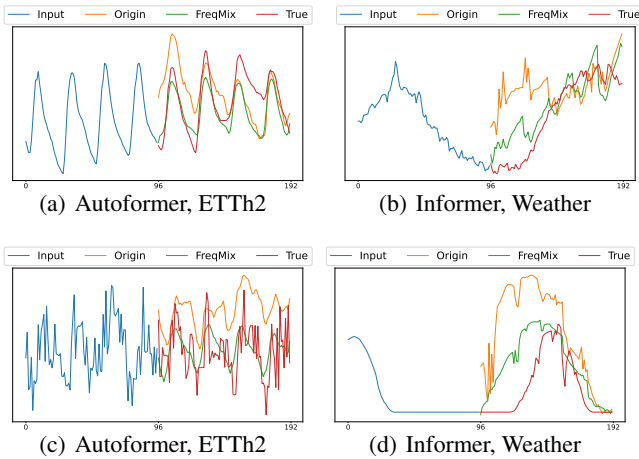 Input Origin FreqMix True
Input Origin FreqMix True
0 96 192
0 96 192
(a) Autoformer, ETTh2
(b) Informer, Weather
Input Origin FreqMix True
Input Origin FreqMix True
0 96 192
0 96 192
(c) Autoformer, ETTh2
(d) Informer, Weather